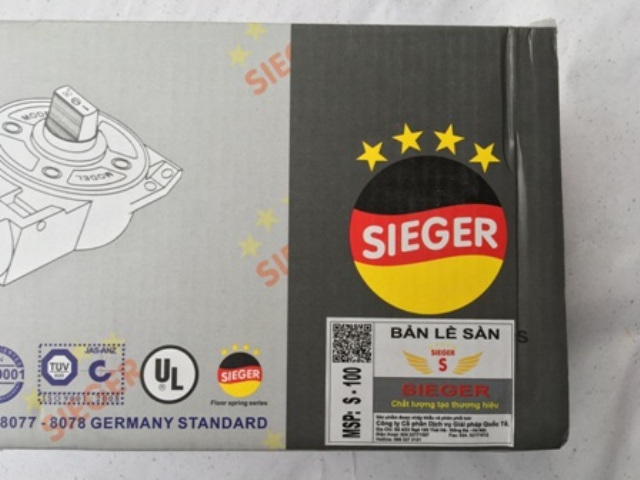 SIEGER
MODEL
MODEL
SIEGER
SIEGER
SIEGER
BẢN LỀ SÀN
SIEGER
S
SIEGER
Chất lượng tạo thương hiệu
MSP: S - 100
9001
TUV
JAS-ANZ
C
UL
SIEGER
Floor spring series
8077 - 8078 GERMANY STANDARD
Công ty Cổ phần Dịch vụ Giải pháp Quốc Tế.